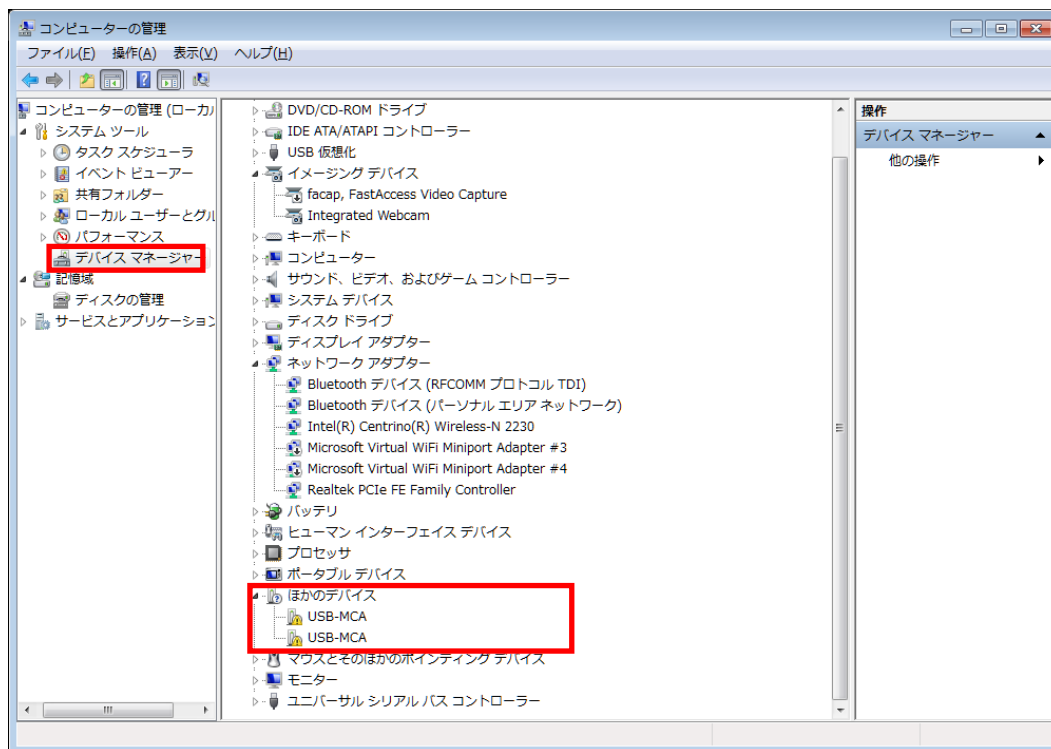 コンピューターの管理
ファイル(F) 操作(A) 表示(V) ヘルプ(H)
コンピューターの管理 (ローカル
システム ツール
タスク スケジューラ
イベント ビューアー
共有フォルダー
ローカル ユーザーとグル
パフォーマンス
デバイス マネージャー
記憶域
ディスクの管理
サービスとアプリケーション
DVD/CD-ROM ドライブ
IDE ATA/ATAPI コントローラー
USB 仮想化
イメージング デバイス
facap, FastAccess Video Capture
Integrated Webcam
キーボード
コンピューター
サウンド、ビデオ、およびゲーム コントローラー
システム デバイス
ディスク ドライブ
ディスプレイ アダプター
ネットワーク アダプター
Bluetooth デバイス (RFCOMM プロトコル TDI)
Bluetooth デバイス (パーソナル エリア ネットワーク)
Intel(R) Centrino(R) Wireless-N 2230
Microsoft Virtual WiFi Miniport Adapter #3
Microsoft Virtual WiFi Miniport Adapter #4
Realtek PCIe FE Family Controller
バッテリ
ヒューマン インターフェイス デバイス
プロセッサ
ポータブル デバイス
ほかのデバイス
USB-MCA
USB-MCA
マウスとそのほかのポインティング デバイス
モニター
ユニバーサル シリアル バス コントローラー
操作
デバイス マネージャー
他の操作